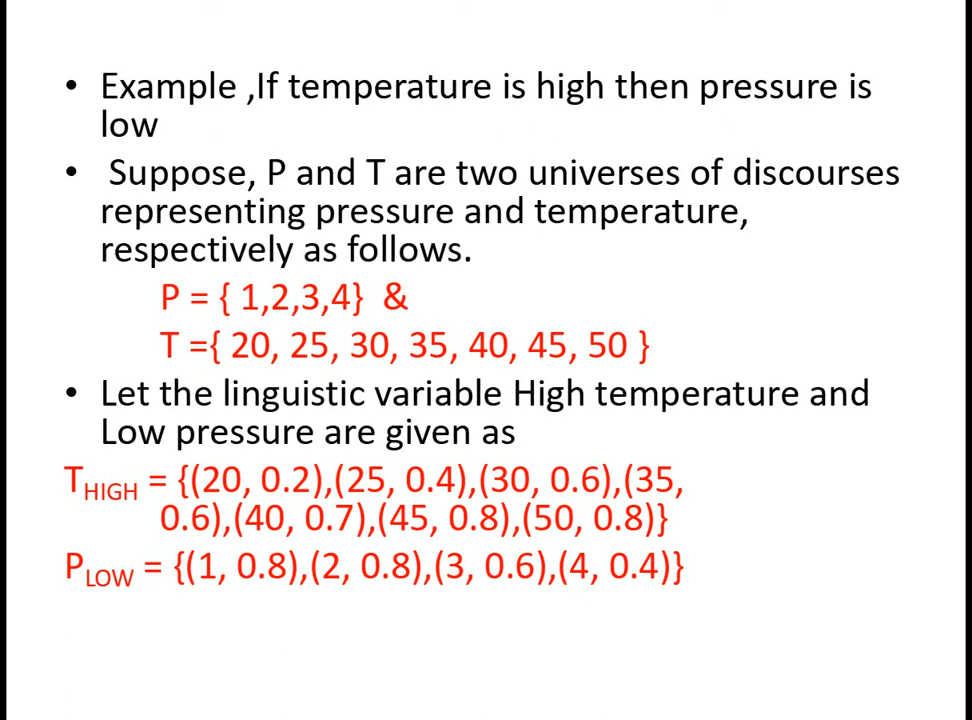 • Example ,If temperature is high then pressure is
low
• Suppose, P and T are two universes of discourses
representing pressure and temperature,
respectively as follows.
P = { 1,2,3,4} &
T ={ 20, 25, 30, 35, 40, 45, 50 }
• Let the linguistic variable High temperature and
Low pressure are given as
THIGH = {(20, 0.2),(25, 0.4),(30, 0.6),(35,
0.6),(40, 0.7),(45, 0.8),(50, 0.8)}
PLOW = {(1, 0.8),(2, 0.8),(3, 0.6),(4, 0.4)}